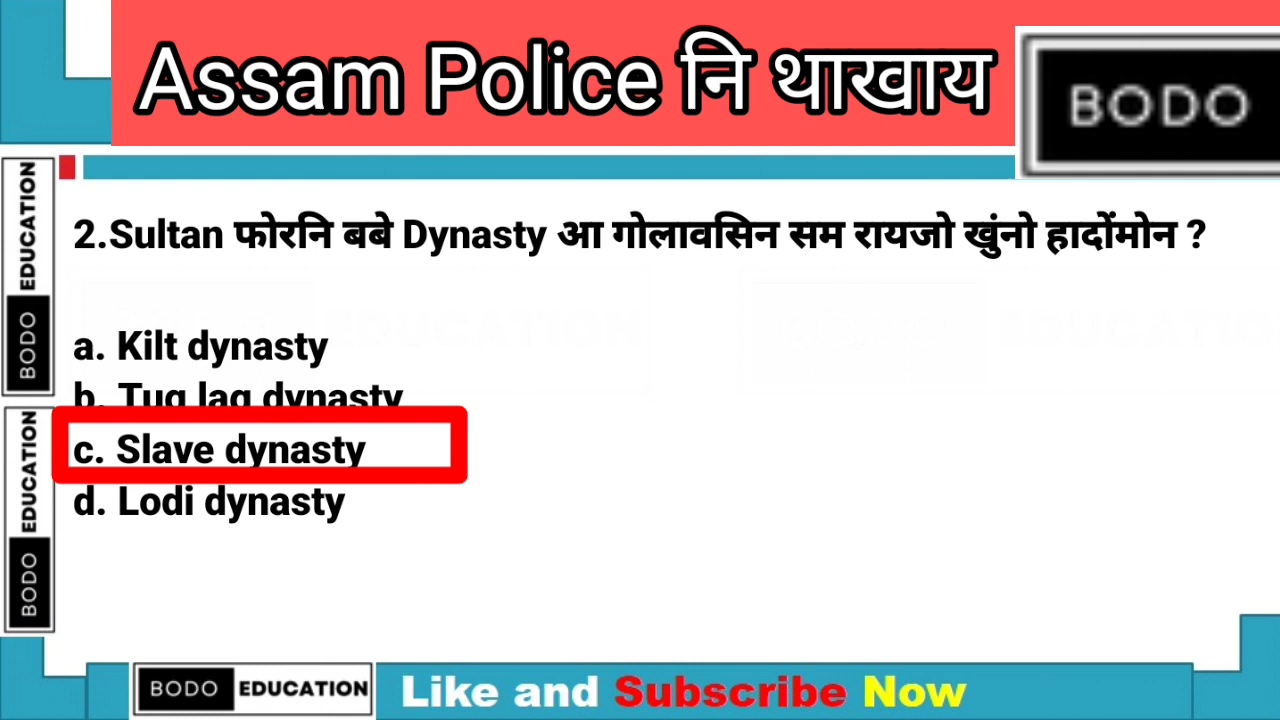 Assam Police नि थाखाय
BODO
EDUCATION
BODO
EDUCATION
BODO
2.Sultan फोरनि बबे Dynasty आ गोलावसिन सम रायजो खुंनो हादोंमोन ?
a. Kilt dynasty
b. Tug lag dynasty
c. Slave dynasty
d. Lodi dynasty
BODO EDUCATION
Like and Subscribe Now